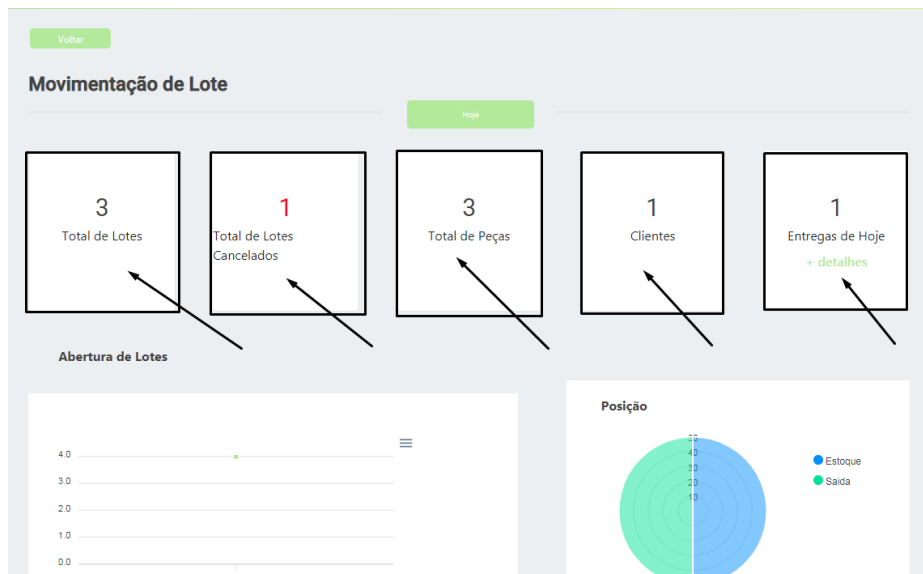 Voltar
Movimentação de Lote
Hoje
3
Total de Lotes
1
Total de Lotes
Cancelados
3
Total de Peças
1
Clientes
1
Entregas de Hoje
+ detalhes
Abertura de Lotes
4.0
3.0
2.0
1.0
0.0
Posição
50
40
30
20
10
Estoque
Saida